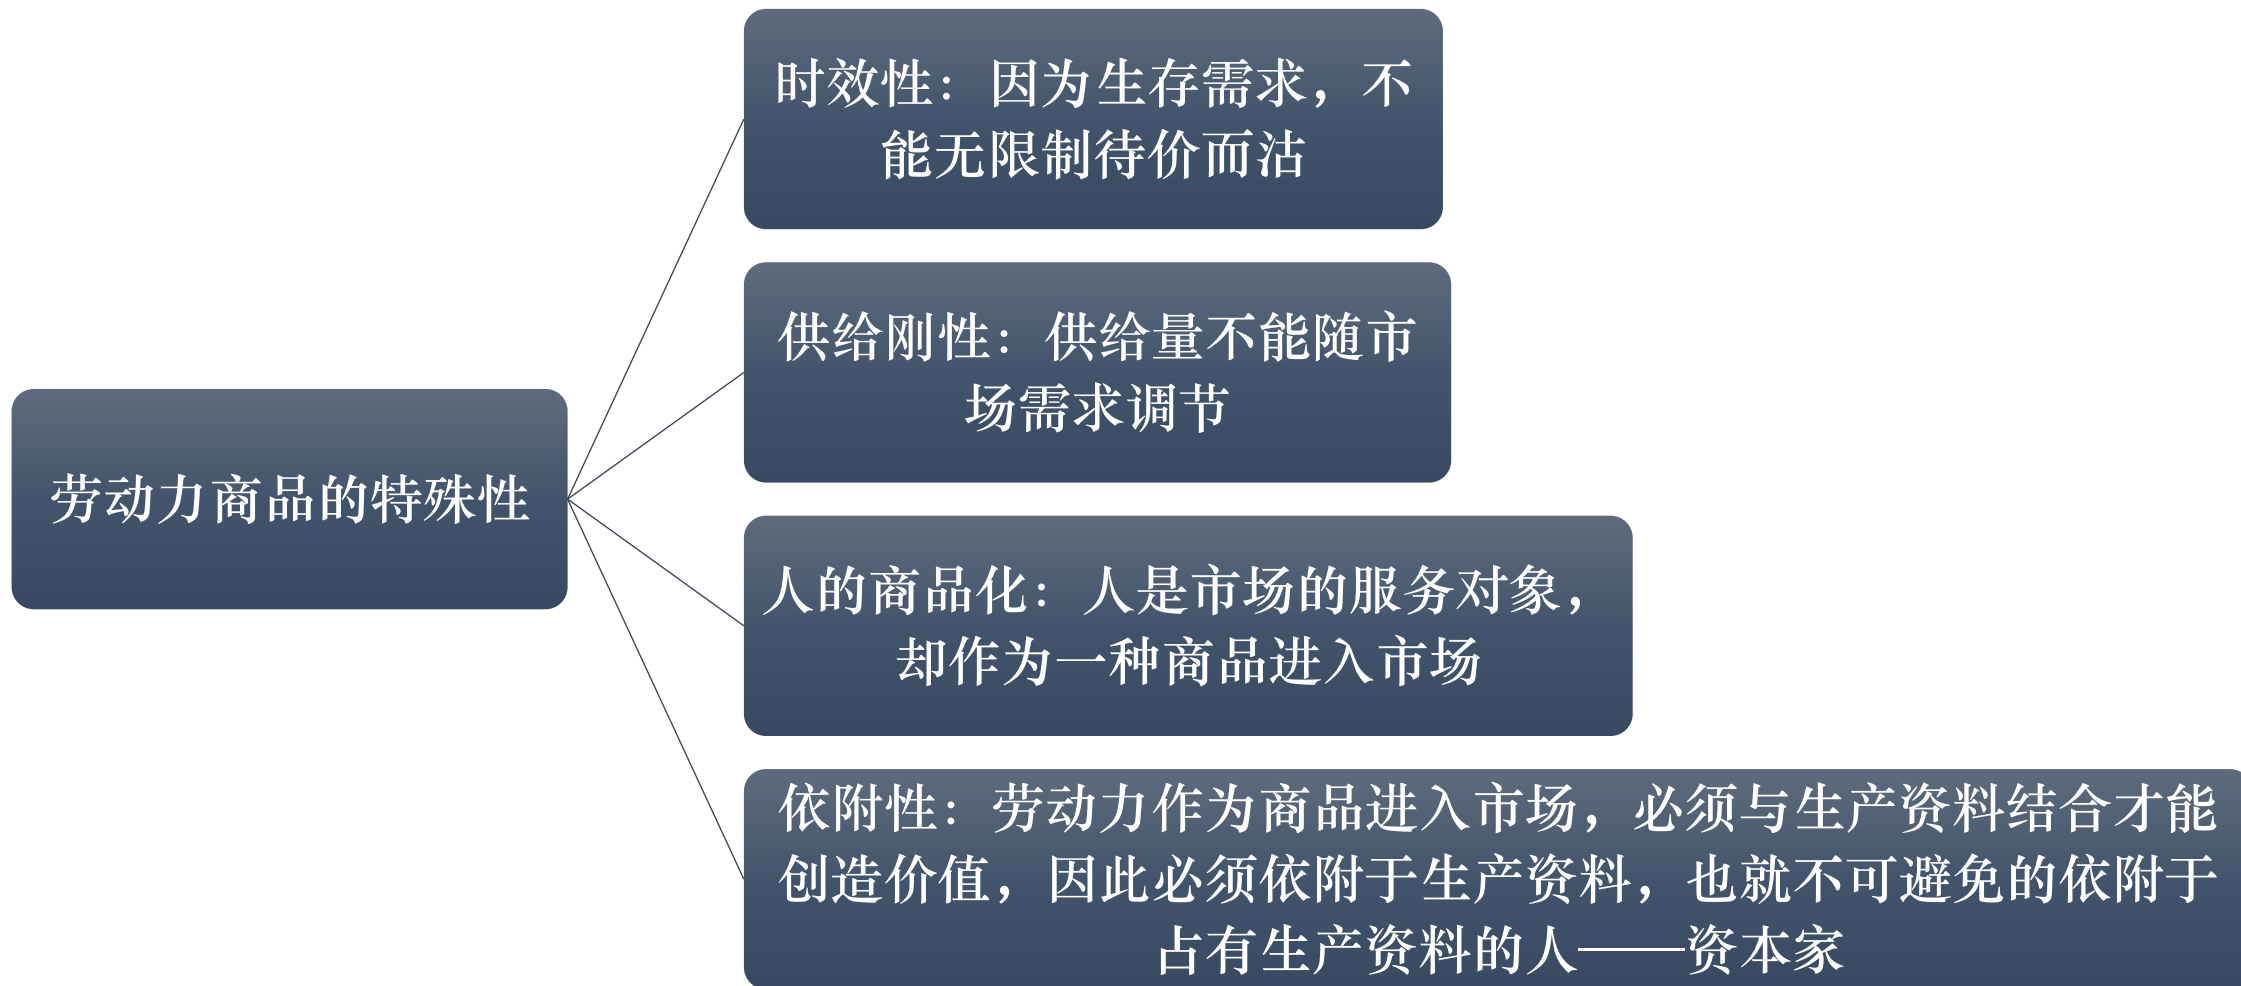 劳动力商品的特殊性
时效性：因为生存需求，不
能无限制待价而沽
供给刚性：供给量不能随市
场需求调节
人的商品化：人是市场的服务对象，
却作为一种商品进入市场
依附性：劳动力作为商品进入市场，必须与生产资料结合才能
创造价值，因此必须依附于生产资料，也就不可避免的依附于
占有生产资料的人——资本家